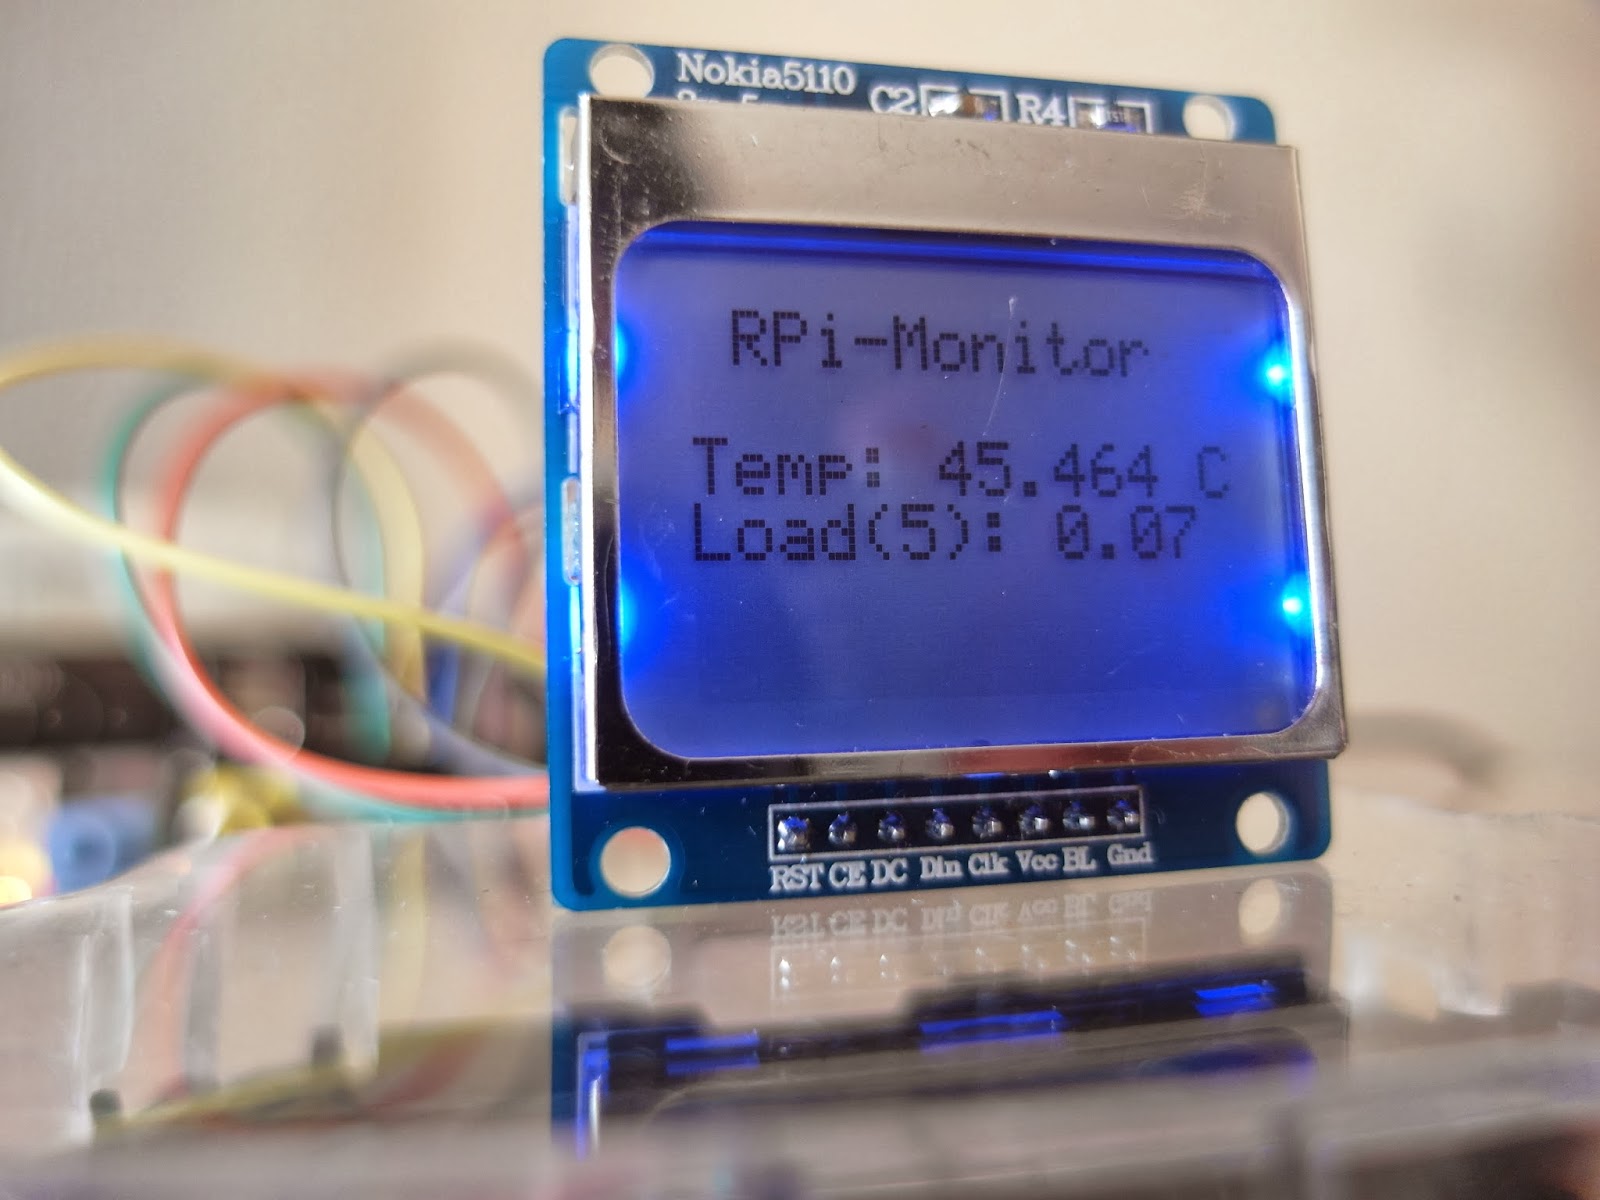 Nokia5110
C2 R4
RPi-Monitor
Temp: 45.464 C
Load(5): 0.07
RST CE DC Din Clk Vcc BL Gnd